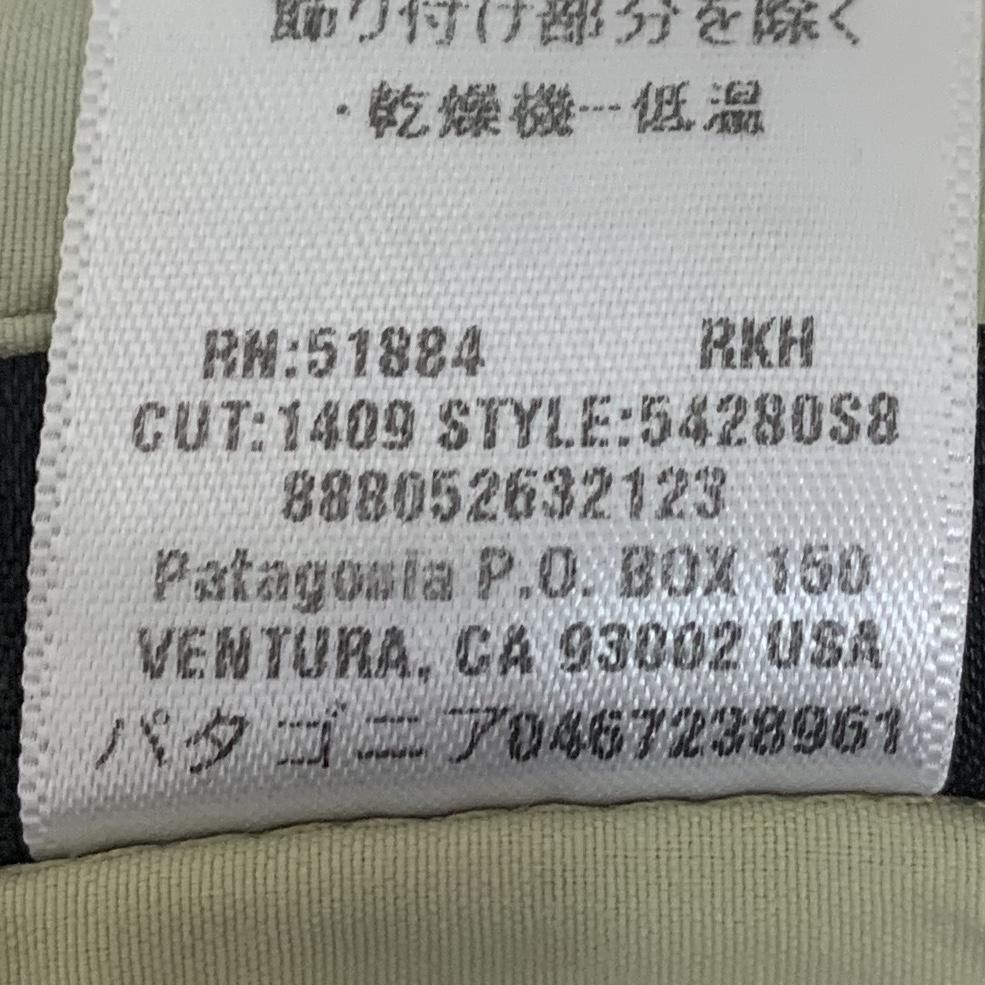 飾り付け部分を除く
・乾燥機--低温
RN:51884 RKH
CUT:1409 STYLE:54280S8
888052632123
Patagonia P.O. BOX 150
VENTURA, CA 93002 USA
パタゴニア0467238961